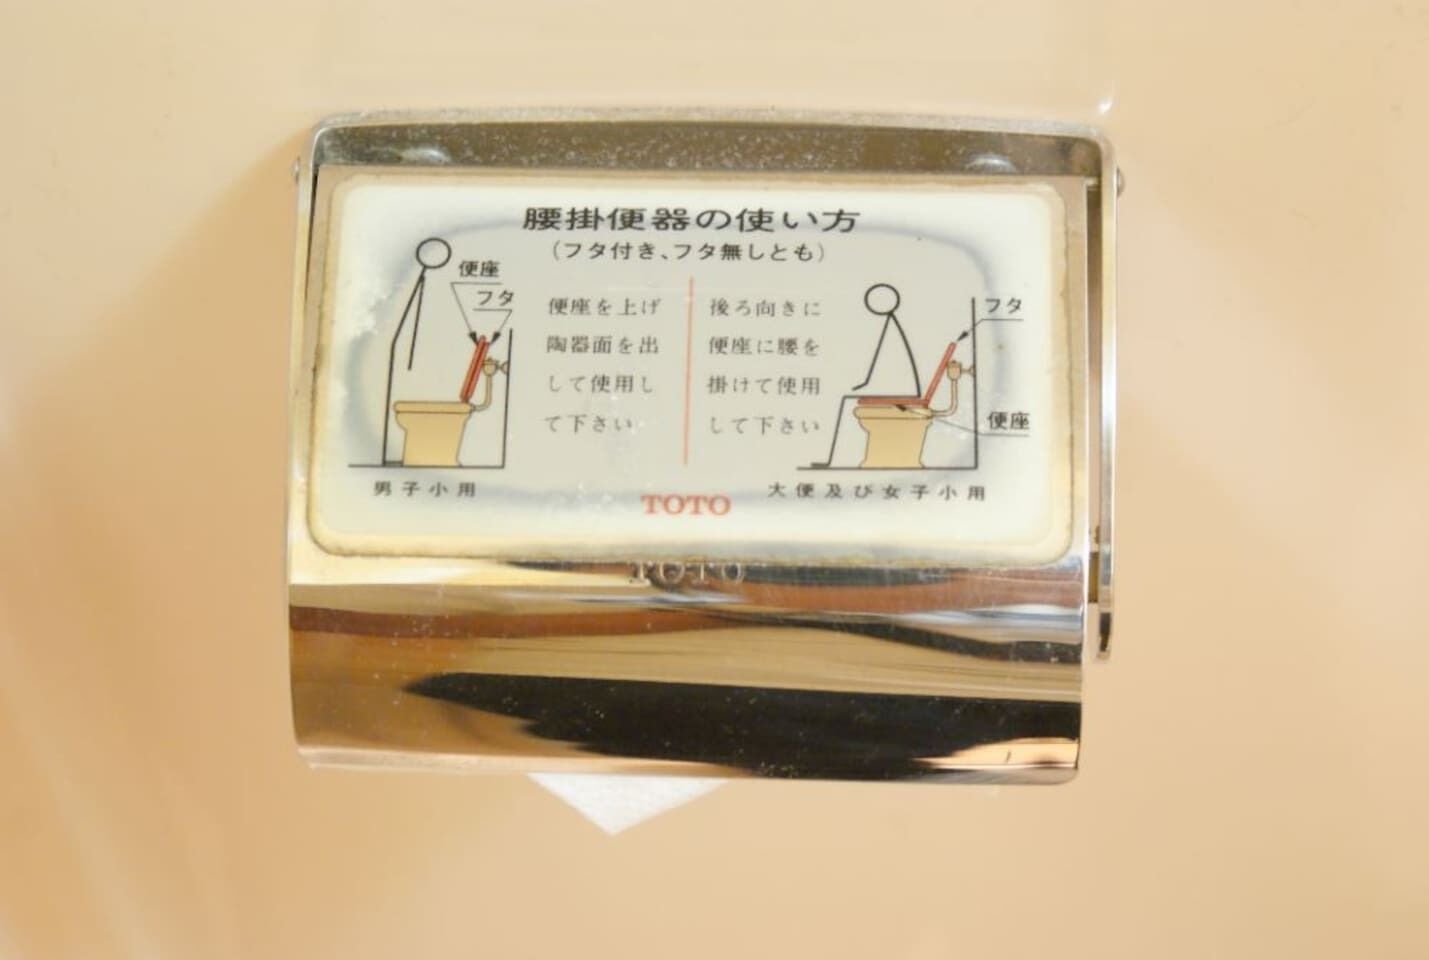 腰掛便器の使い方
(フタ付き、フタ無しとも)
便座
フタ
便座を上げ
陶器面を出
して使用し
て下さい
男子小用
後ろ向きに
便座に腰を
掛けて使用
して下さい
フタ
便座
大便及び女子小用
TOTO
TOTO